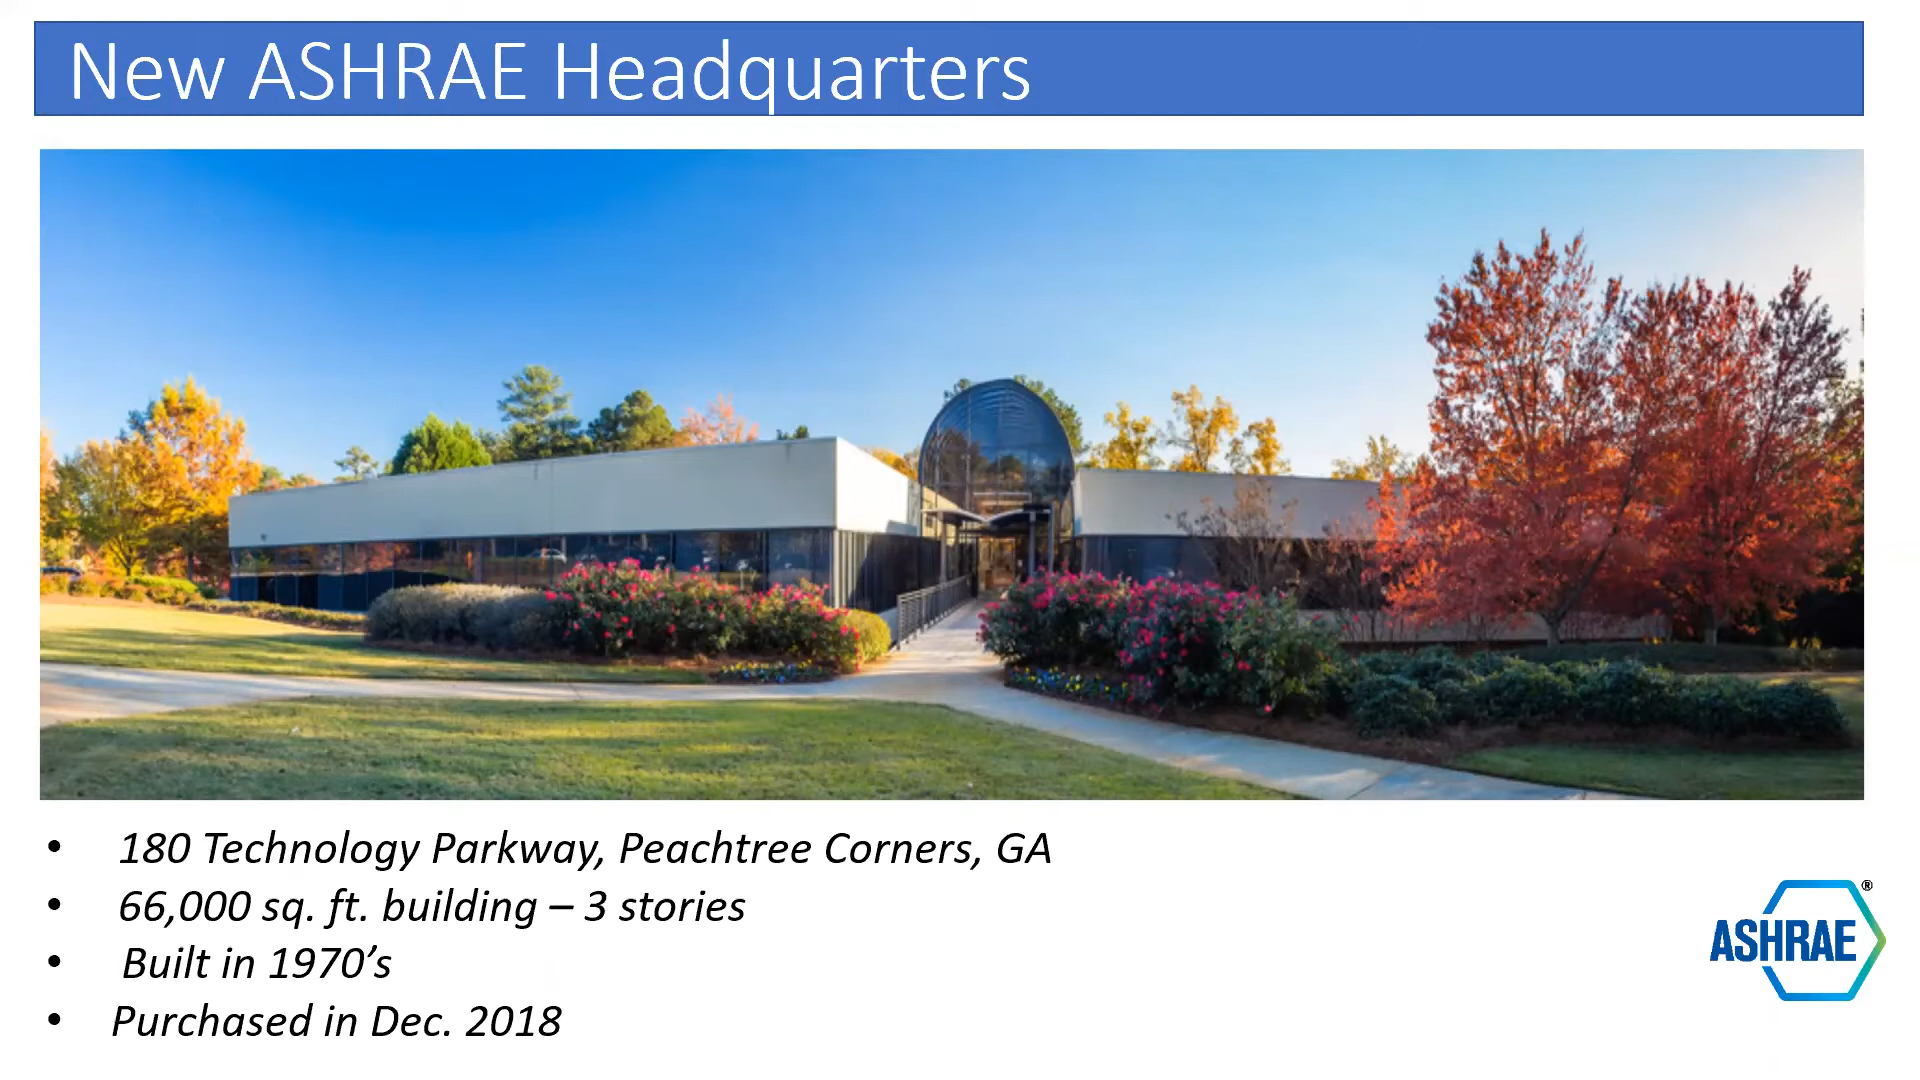 New ASHRAE Headquarters
• 180 Technology Parkway, Peachtree Corners, GA
• 66,000 sq. ft. building – 3 stories
• Built in 1970’s
• Purchased in Dec. 2018
ASHRAE®